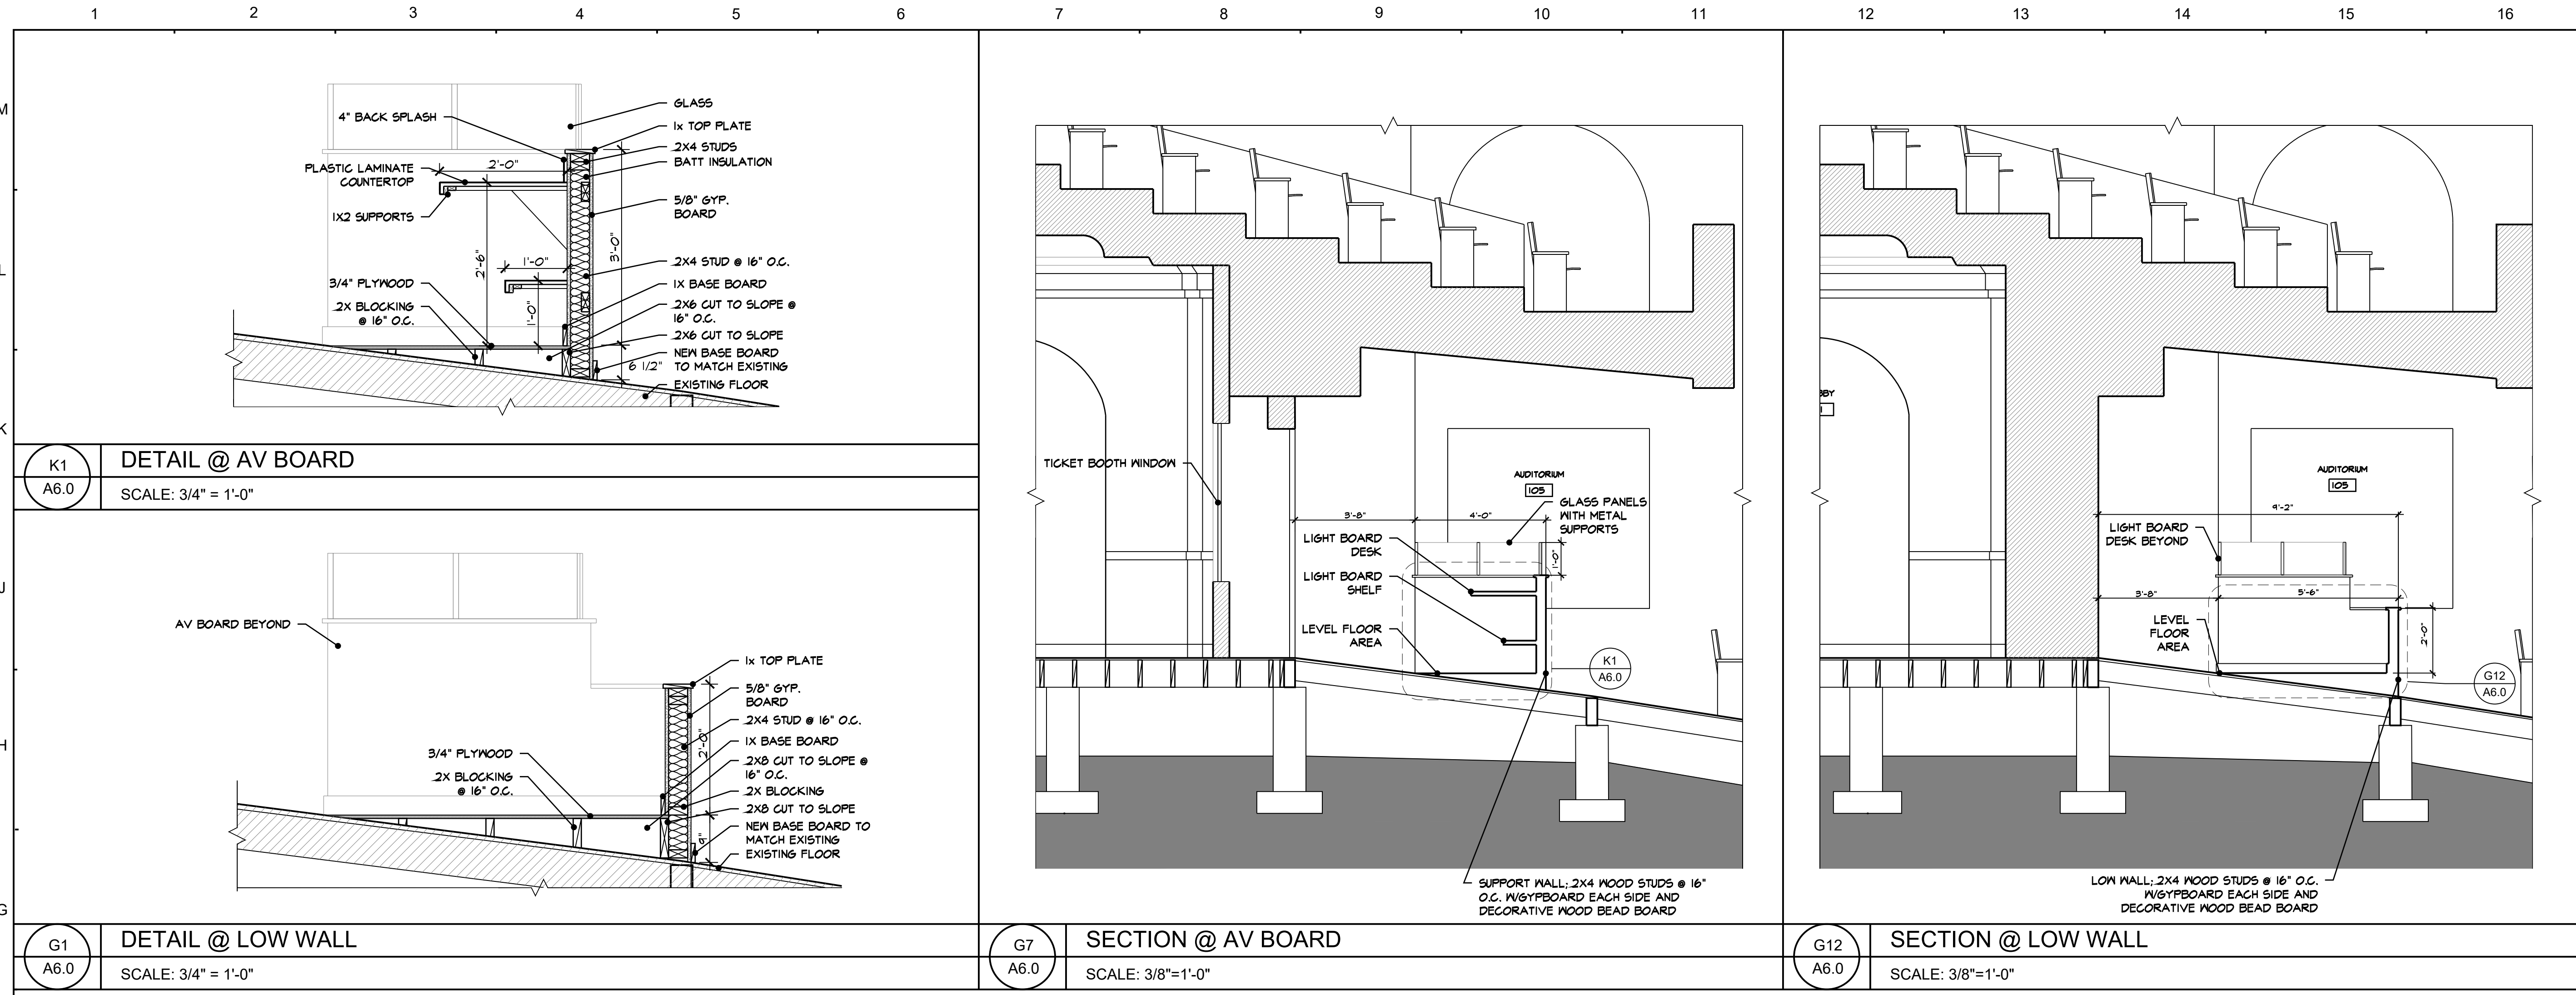 1 2 3 4 5 6 7 8 9 10 11 12 13 14 15 16
M
L
K
J
H
G
4" BACK SPLASH
PLASTIC LAMINATE
COUNTERTOP
1X2 SUPPORTS
3/4" PLYWOOD
2X BLOCKING
@ 16" O.C.
2'-0"
2'-6"
1'-0"
1'-0"
3'-0"
6 1/2"
GLASS
1x TOP PLATE
2X4 STUDS
BATT INSULATION
5/8" GYP.
BOARD
2X4 STUD @ 16" O.C.
1X BASE BOARD
2X6 CUT TO SLOPE @
16" O.C.
2X6 CUT TO SLOPE
NEW BASE BOARD
TO MATCH EXISTING
EXISTING FLOOR
K1
A6.0
DETAIL @ AV BOARD
SCALE: 3/4" = 1'-0"
AV BOARD BEYOND
3/4" PLYWOOD
2X BLOCKING
@ 16" O.C.
1x TOP PLATE
5/8" GYP.
BOARD
2X4 STUD @ 16" O.C.
1X BASE BOARD
2X8 CUT TO SLOPE @
16" O.C.
2X BLOCKING
2X8 CUT TO SLOPE
NEW BASE BOARD TO
MATCH EXISTING
EXISTING FLOOR
2'-0"
9"
G1
A6.0
DETAIL @ LOW WALL
SCALE: 3/4" = 1'-0"
TICKET BOOTH WINDOW
AUDITORIUM
105
GLASS PANELS
WITH METAL
SUPPORTS
3'-8"
4'-0"
1'-0"
LIGHT BOARD
DESK
LIGHT BOARD
SHELF
LEVEL FLOOR
AREA
K1
A6.0
SUPPORT WALL; 2X4 WOOD STUDS @ 16"
O.C. W/GYPBOARD EACH SIDE AND
DECORATIVE WOOD BEAD BOARD
G7
A6.0
SECTION @ AV BOARD
SCALE: 3/8"=1'-0"
BBY
1
AUDITORIUM
105
9'-2"
LIGHT BOARD
DESK BEYOND
3'-8"
5'-6"
2'-0"
LEVEL
FLOOR
AREA
G12
A6.0
LOW WALL; 2X4 WOOD STUDS @ 16" O.C.
W/GYPBOARD EACH SIDE AND
DECORATIVE WOOD BEAD BOARD
G12
A6.0
SECTION @ LOW WALL
SCALE: 3/8"=1'-0"